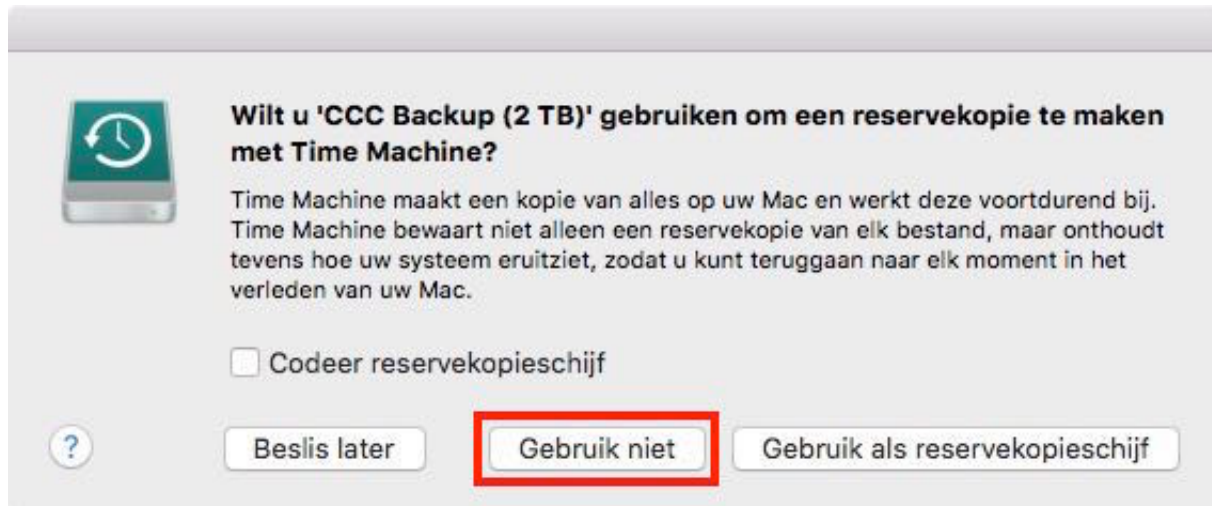 Wilt u 'CCC Backup (2 TB)' gebruiken om een reservekopie te maken
met Time Machine?
Time Machine maakt een kopie van alles op uw Mac en werkt deze voortdurend bij.
Time Machine bewaart niet alleen een reservekopie van elk bestand, maar onthoudt
tevens hoe uw systeem eruitziet, zodat u kunt teruggaan naar elk moment in het
verleden van uw Mac.
Codeer reservekopieschijf
? Beslis later Gebruik niet Gebruik als reservekopieschijf